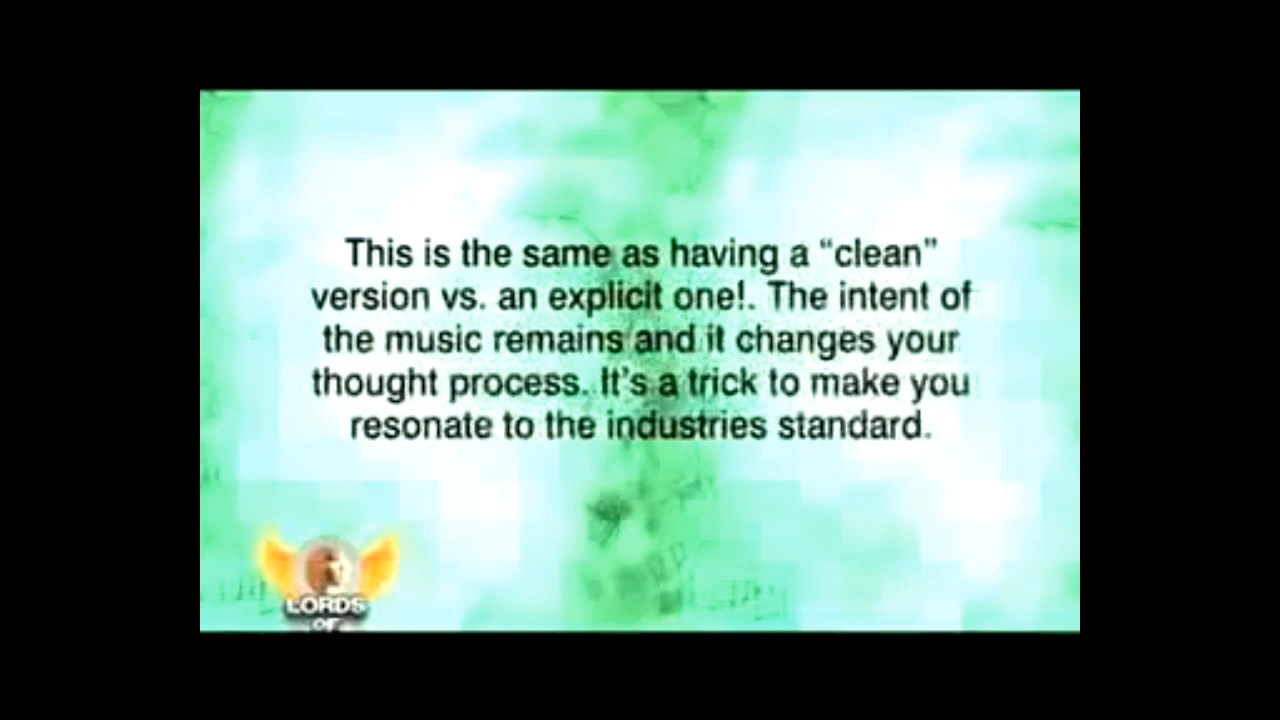 This is the same as having a “clean”
version vs. an explicit one!. The intent of
the music remains and it changes your
thought process. It's a trick to make you
resonate to the industries standard.
LORDS
OF